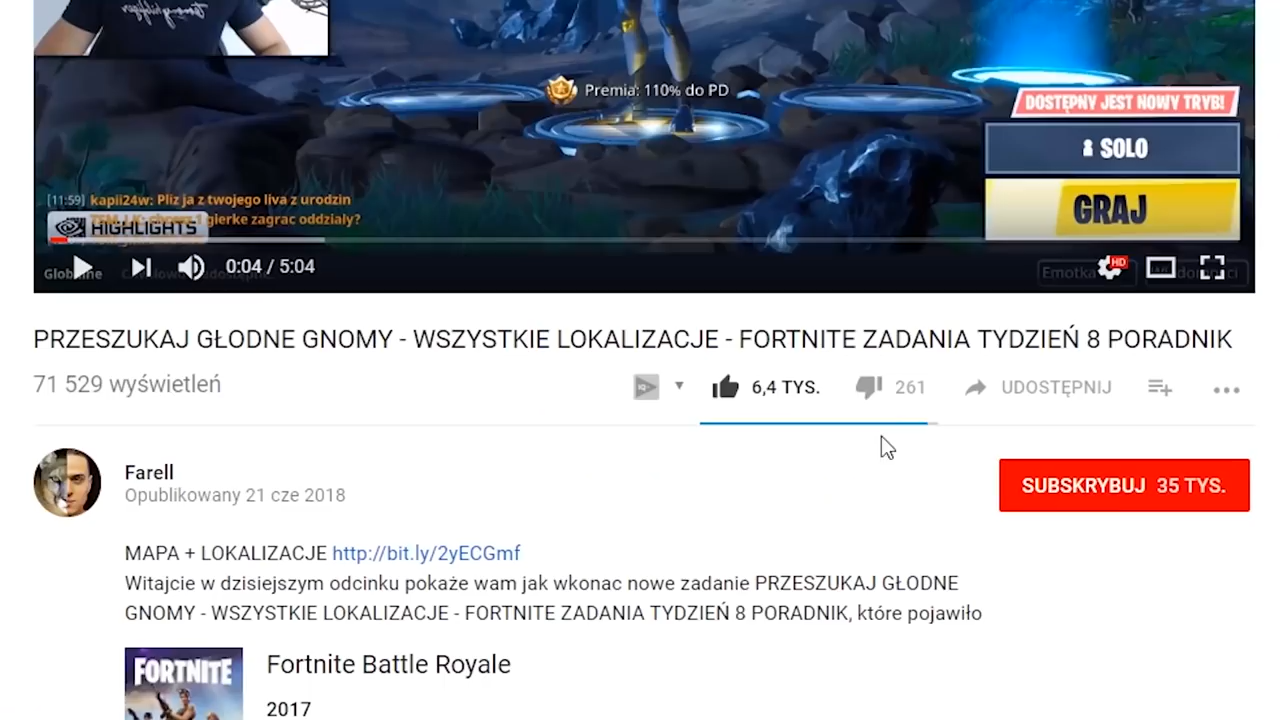 Premia: 110% do PD
DOSTĘPNY JEST NOWY TRYB!
SOLO
GRAJ
[11:59] kapii24w: Pliz ja z twojego liva z urodzin
gierke zagrac oddzialy?
HIGHLIGHTS
0:04 / 5:04
HD
Emotka
PRZESZUKAJ GŁODNE GNOMY - WSZYSTKIE LOKALIZACJE - FORTNITE ZADANIA TYDZIEŃ 8 PORADNIK
71 529 wyświetleń
6,4 TYS.
261
UDOSTĘPNIJ
Farell
Opublikowany 21 cze 2018
SUBSKRYBUJ 35 TYS.
MAPA + LOKALIZACJE http://bit.ly/2yECGmf
Witajcie w dzisiejszym odcinku pokaże wam jak wkonac nowe zadanie PRZESZUKAJ GŁODNE
GNOMY - WSZYSTKIE LOKALIZACJE - FORTNITE ZADANIA TYDZIEŃ 8 PORADNIK, które pojawiło
FORTNITE
Fortnite Battle Royale
2017